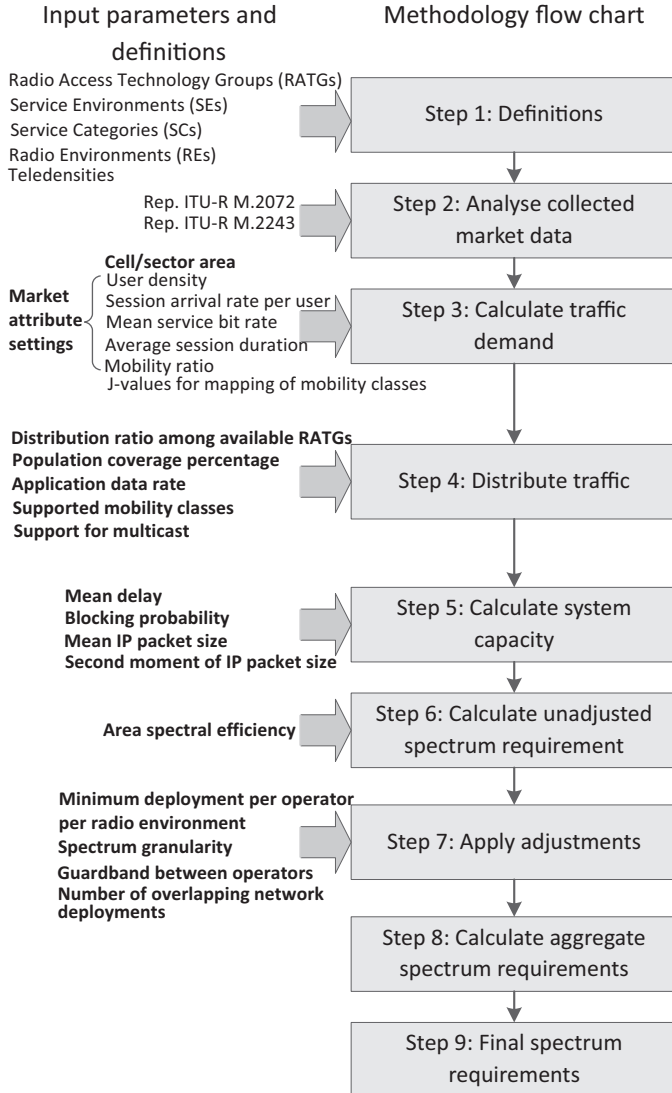 Input parameters and
definitions
Methodology flow chart
Radio Access Technology Groups (RATGs)
Service Environments (SEs)
Service Categories (SCs)
Radio Environments (REs)
Teledensities
Step 1: Definitions
Rep. ITU-R M.2072
Rep. ITU-R M.2243
Step 2: Analyse collected
market data
Cell/sector area
Market
attribute
settings
User density
Session arrival rate per user
Mean service bit rate
Average session duration
Mobility ratio
J-values for mapping of mobility classes
Step 3: Calculate traffic
demand
Distribution ratio among available RATGs
Population coverage percentage
Application data rate
Supported mobility classes
Support for multicast
Step 4: Distribute traffic
Mean delay
Blocking probability
Mean IP packet size
Second moment of IP packet size
Step 5: Calculate system
capacity
Area spectral efficiency
Step 6: Calculate unadjusted
spectrum requirement
Minimum deployment per operator
per radio environment
Spectrum granularity
Guardband between operators
Number of overlapping network
deployments
Step 7: Apply adjustments
Step 8: Calculate aggregate
spectrum requirements
Step 9: Final spectrum
requirements